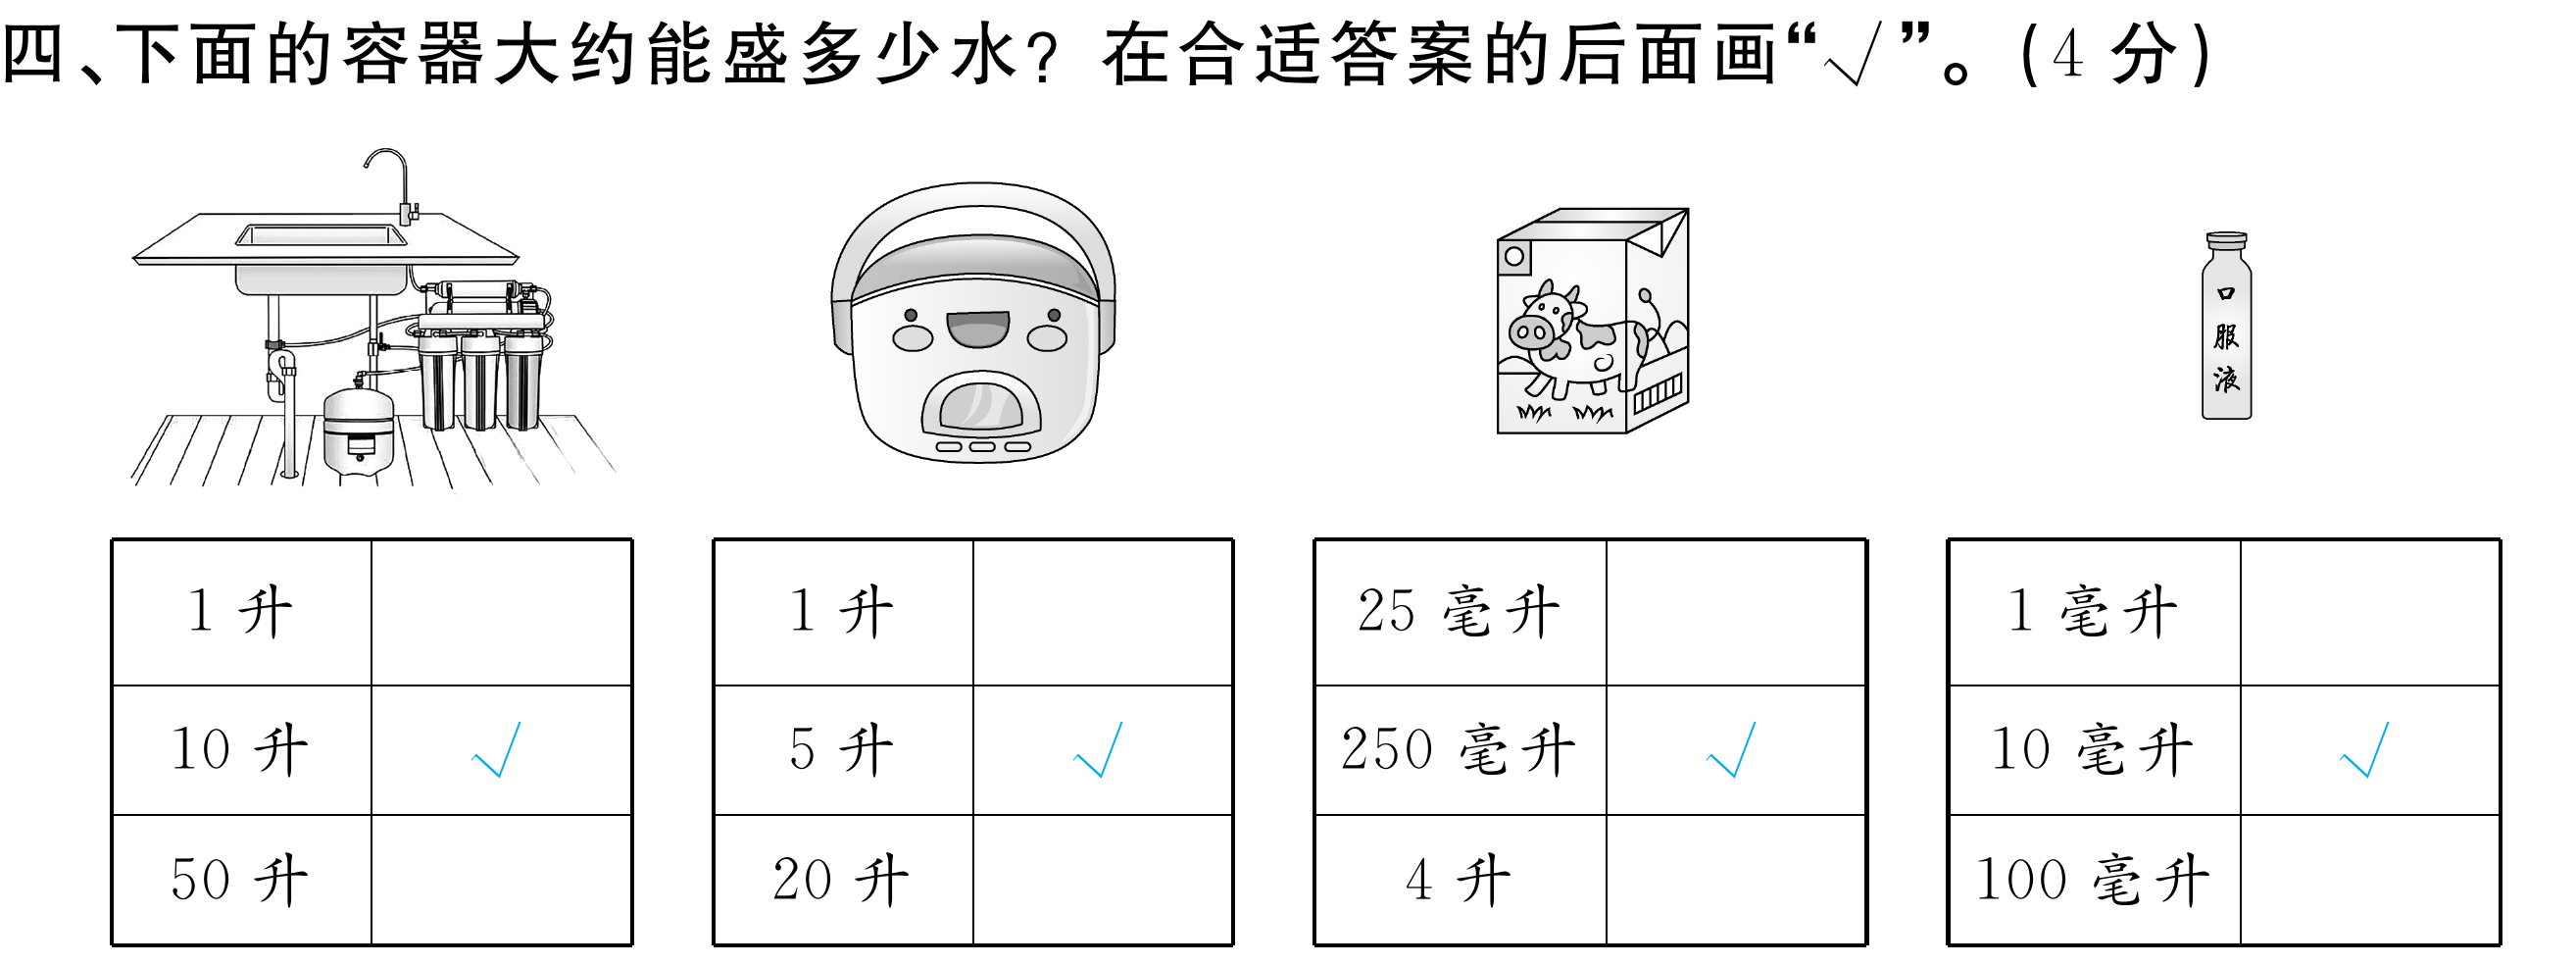 四、下面的容器大约能盛多少水？在合适答案的后面画“√”。(4 分)
口
服
液
1 升
10 升 √
50 升
1 升
5 升 √
20 升
25 毫升
250 毫升 √
4 升
1 毫升
10 毫升 √
100 毫升